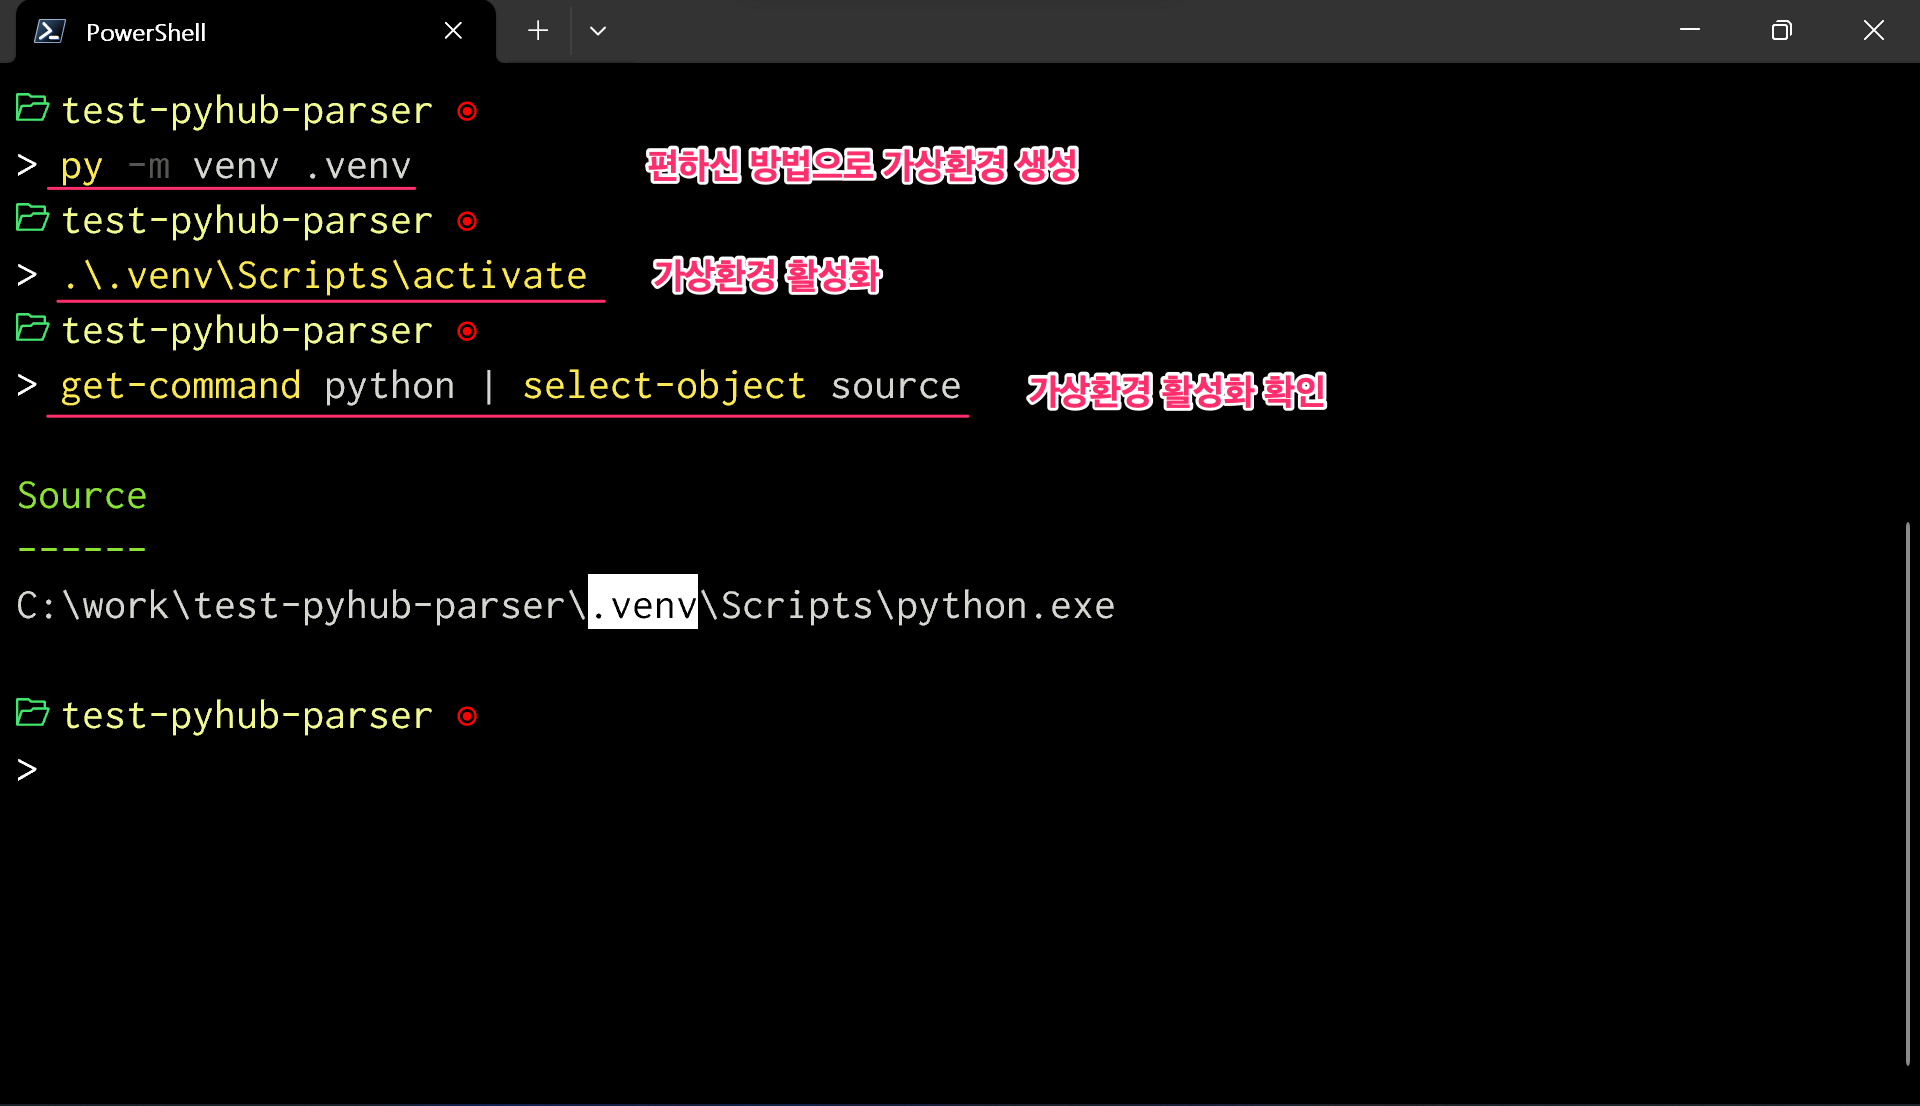 PowerShell
test-pyhub-parser
> py -m venv .venv 편하신 방법으로 가상환경 생성
test-pyhub-parser
> .\.venv\Scripts\activate 가상환경 활성화
test-pyhub-parser
> get-command python | select-object source 가상환경 활성화 확인
Source
------
C:\work\test-pyhub-parser\.venv\Scripts\python.exe
test-pyhub-parser
>